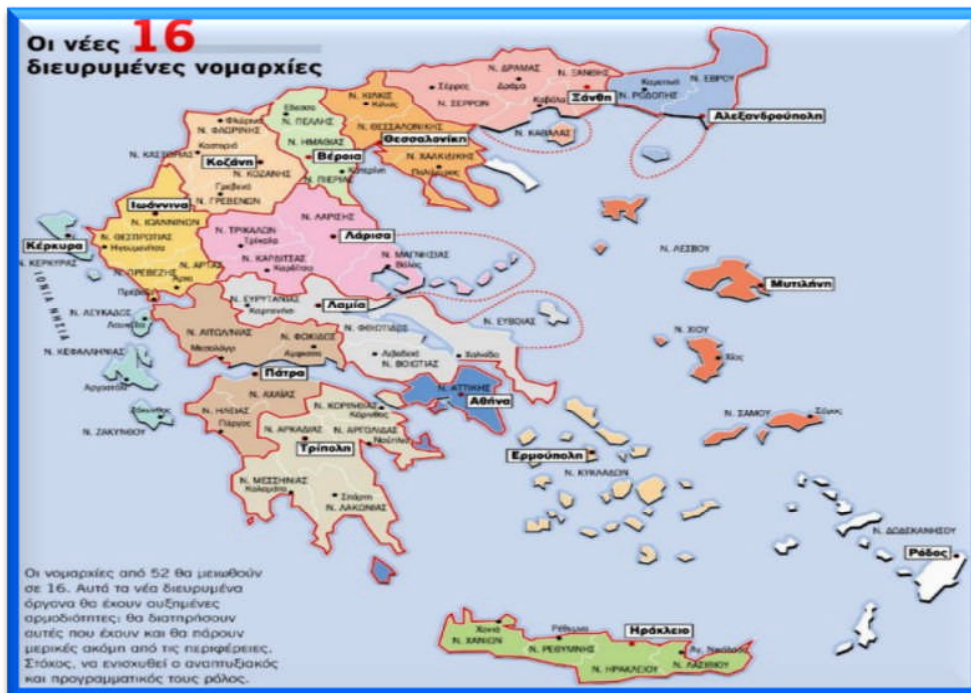 Οι νέες 16
διευρυμένες νομαρχίες
Ν. ΔΡΑΜΑΣ
Δράμα
Ν. ΞΑΝΘΗΣ
Ξάνθη
Κομοτινή
Ν. ΡΟΔΟΠΗΣ
Ν. ΕΒΡΟΥ
Αλεξανδρούπολη
Σέρρες
Ν. ΣΕΡΡΩΝ
Καβάλα
Ν. ΚΑΒΑΛΑΣ
Ν. ΚΙΛΚΙΣ
Κιλκίς
Ν. ΘΕΣΣΑΛΟΝΙΚΗΣ
Θεσσαλονίκη
Ν. ΧΑΛΚΙΔΙΚΗΣ
Πολύγυρος
Έδεσσα
Ν. ΠΕΛΛΗΣ
Ν. ΗΜΑΘΙΑΣ
Βέροια
Κατερίνη
Ν. ΠΙΕΡΙΑΣ
Φλώρινα
Ν. ΦΛΩΡΙΝΗΣ
Καστοριά
Ν. ΚΑΣΤΟΡΙΑΣ
Κοζάνη
Ν. ΚΟΖΑΝΗΣ
Γρεβενά
Ν. ΓΡΕΒΕΝΩΝ
Ιωάννινα
Ν. ΙΩΑΝΝΙΝΩΝ
Ν. ΘΕΣΠΡΩΤΙΑΣ
Ηγουμενίτσα
Ν. ΠΡΕΒΕΖΗΣ
Ν. ΑΡΤΑΣ
Άρτα
Πρέβεζα
Κέρκυρα
Ν. ΚΕΡΚΥΡΑΣ
ΙΟΝΙΑ ΝΗΣΙΑ
Ν. ΛΑΡΙΣΗΣ
Λάρισα
Ν. ΤΡΙΚΑΛΩΝ
Τρίκαλα
Ν. ΚΑΡΔΙΤΣΑΣ
Καρδίτσα
Ν. ΜΑΓΝΗΣΙΑΣ
Βόλος
Ν. ΛΕΣΒΟΥ
Μυτιλήνη
Ν. ΕΥΡΥΤΑΝΙΑΣ
Καρπενήσι
Λαμία
Ν. ΦΘΙΩΤΙΔΟΣ
Ν. ΕΥΒΟΙΑΣ
Ν. ΛΕΥΚΑΔΟΣ
Λευκάδα
Ν. ΑΙΤΩΛ/ΝΙΑΣ
Μεσολόγγι
Ν. ΦΩΚΙΔΟΣ
Άμφισσα
Λιβαδειά
Ν. ΒΟΙΩΤΙΑΣ
Χαλκίδα
Ν. ΧΙΟΥ
Χίος
Ν. ΚΕΦΑΛΛΗΝΙΑΣ
Αργοστόλι
Πάτρα
Ν. ΑΧΑΪΑΣ
Ν. ΑΤΤΙΚΗΣ
Αθήνα
Ζάκυνθος
Ν. ΖΑΚΥΝΘΟΥ
Ν. ΗΛΕΙΑΣ
Πύργος
Ν. ΚΟΡΙΝΘΙΑΣ
Κόρινθος
Ν. ΑΡΚΑΔΙΑΣ
Ν. ΑΡΓΟΛΙΔΑΣ
Ναύπλιο
Τρίπολη
Ν. ΣΑΜΟΥ
Σάμος
Ερμούπολη
Ν. ΚΥΚΛΑΔΩΝ
Ν. ΜΕΣΣΗΝΙΑΣ
Καλαμάτα
Σπάρτη
Ν. ΛΑΚΩΝΙΑΣ
Ν. ΔΩΔΕΚΑΝΗΣΟΥ
Ρόδος
Οι νομαρχίες από 52 θα μειωθούν
σε 16. Αυτά τα νέα διευρυμένα
όργανα θα έχουν αυξημένες
αρμοδιότητες: θα διατηρήσουν
αυτές που έχουν και θα πάρουν
μερικές ακόμη από τις περιφέρειες.
Στόχος, να ενισχυθεί ο αναπτυξιακός
και προγραμματικός τους ρόλος.
Χανιά
Ν. ΧΑΝΙΩΝ
Ρέθυμνο
Ν. ΡΕΘΥΜΝΗΣ
Ηράκλειο
Ν. ΗΡΑΚΛΕΙΟΥ
Αγ. Νικόλαος
Ν. ΛΑΣΙΘΙΟΥ